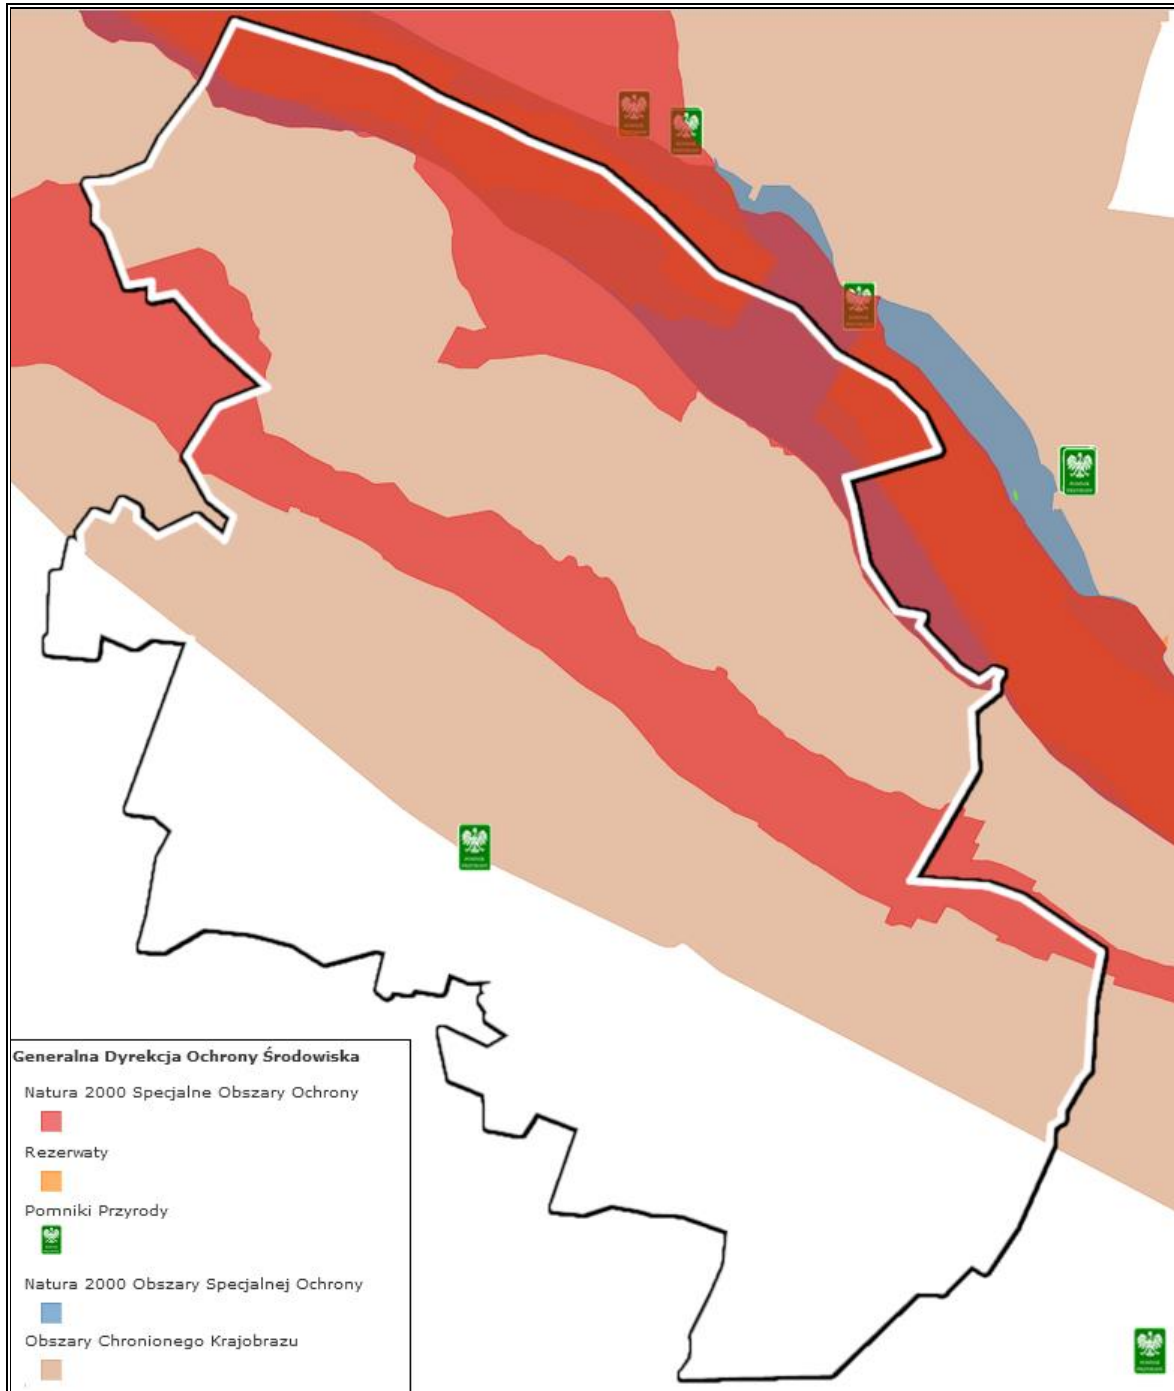 Generalna Dyrekcja Ochrony Środowiska
Natura 2000 Specjalne Obszary Ochrony
Rezerwaty
Pomniki Przyrody
Natura 2000 Obszary Specjalnej Ochrony
Obszary Chronionego Krajobrazu